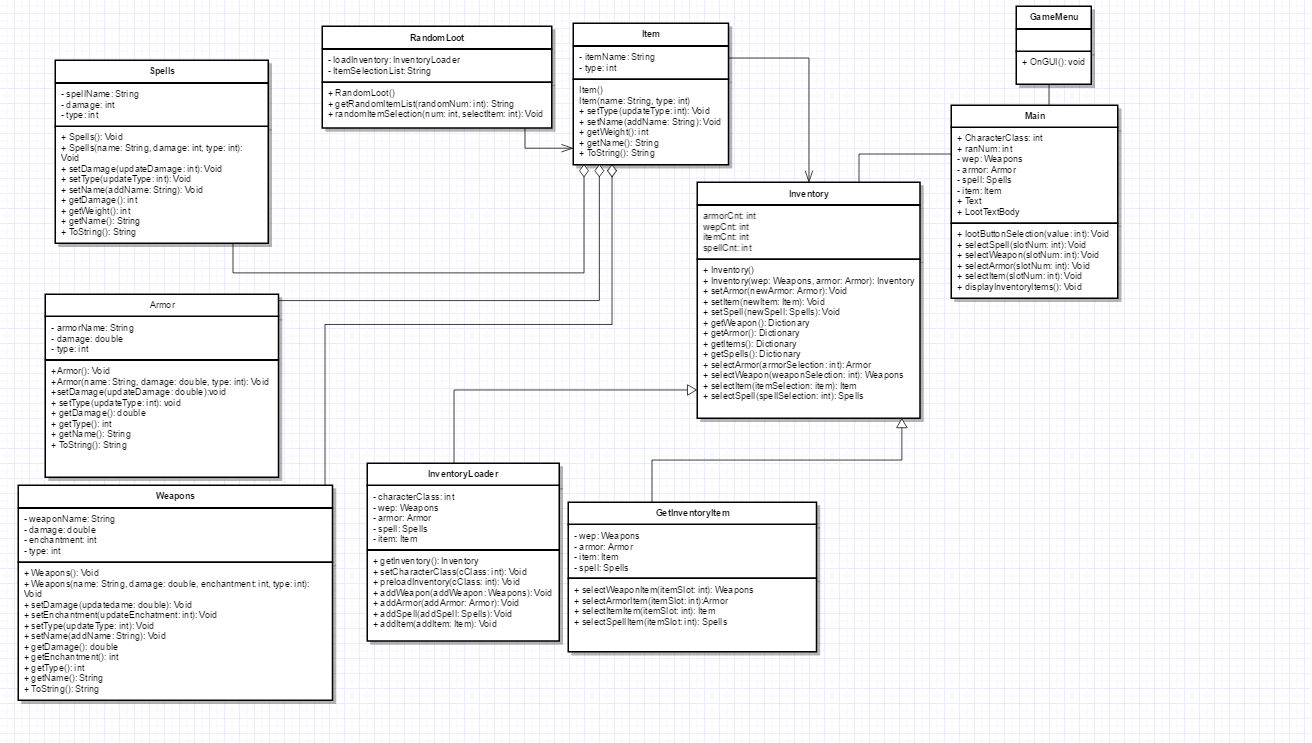 GameMenu
+ OnGUI(): void
Item
- itemName: String
- type: int
Item()
Item(name: String, type: int)
+ setType(updateType: int): Void
+ setName(addName: String): Void
+ getWeight(): int
+ getName(): String
+ ToString(): String
RandomLoot
- loadInventory: InventoryLoader
- ItemSelectionList: String
+ RandomLoot()
+ getRandomItemList(randomNum: int): String
+ randomItemSelection(num: int, selectItem: int): Void
Spells
- spellName: String
- damage: int
- type: int
+ Spells(): Void
+ Spells(name: String, damage: int, type: int):
Void
+ setDamage(updateDamage: int): Void
+ setType(updateType: int): Void
+ setName(addName: String): Void
+ getDamage(): int
+ getWeight(): int
+ getName(): String
+ ToString(): String
Main
+ CharacterClass: int
+ ranNum: int
- wep: Weapons
- armor: Armor
- spell: Spells
- item: Item
+ Text
+ LootTextBody
+ lootButtonSelection(value: int): Void
+ selectSpell(slotNum: int): Void
+ selectWeapon(slotNum: int): Void
+ selectArmor(slotNum: int): Void
+ selectItem(slotNum: int): Void
+ displayInventoryItems(): Void
Inventory
armorCnt: int
wepCnt: int
itemCnt: int
spellCnt: int
+ Inventory()
+ Inventory(wep: Weapons, armor: Armor): Inventory
+ setArmor(newArmor: Armor): Void
+ setItem(newItem: Item): Void
+ setSpell(newSpell: Spells): Void
+ getWeapon(): Dictionary
+ getArmor(): Dictionary
+ getItems(): Dictionary
+ getSpells(): Dictionary
+ selectArmor(armorSelection: int): Armor
+ selectWeapon(weaponSelection: int): Weapons
+ selectItem(itemSelection: item): Item
+ selectSpell(spellSelection: int): Spells
Armor
- armorName: String
- damage: double
- type: int
+Armor(): Void
+Armor(name: String, damage: double, type: int): Void
+setDamage(updateDamage: double):void
+ setType(updateType: int): void
+ getDamage(): double
+ getType(): int
+ getName(): String
+ ToString(): String
Weapons
- weaponName: String
- damage: double
- enchantment: int
- type: int
+ Weapons(): Void
+ Weapons(name: String, damage: double, enchantment: int, type: int):
Void
+ setDamage(updatedame: double): Void
+ setEnchantment(updateEnchatment: int): Void
+ setType(updateType: int): Void
+ setName(addName: String): Void
+ getDamage(): double
+ getEnchantment(): int
+ getType(): int
+ getName(): String
+ ToString(): String
InventoryLoader
- characterClass: int
- wep: Weapons
- armor: Armor
- spell: Spells
- item: Item
+ getInventory(): Inventory
+ setCharacterClass(cClass: int): Void
+ preloadInventory(cClass: int): Void
+ addWeapon(addWeapon: Weapons): Void
+ addArmor(addArmor: Armor): Void
+ addSpell(addSpell: Spells): Void
+ addItem(addItem: Item): Void
GetInventoryItem
- wep: Weapons
- armor: Armor
- item: Item
- spell: Spells
+ selectWeaponItem(itemSlot: int): Weapons
+ selectArmorItem(itemSlot: int):Armor
+ selectItemItem(itemSlot: int): Item
+ selectSpellItem(itemSlot: int): Spells